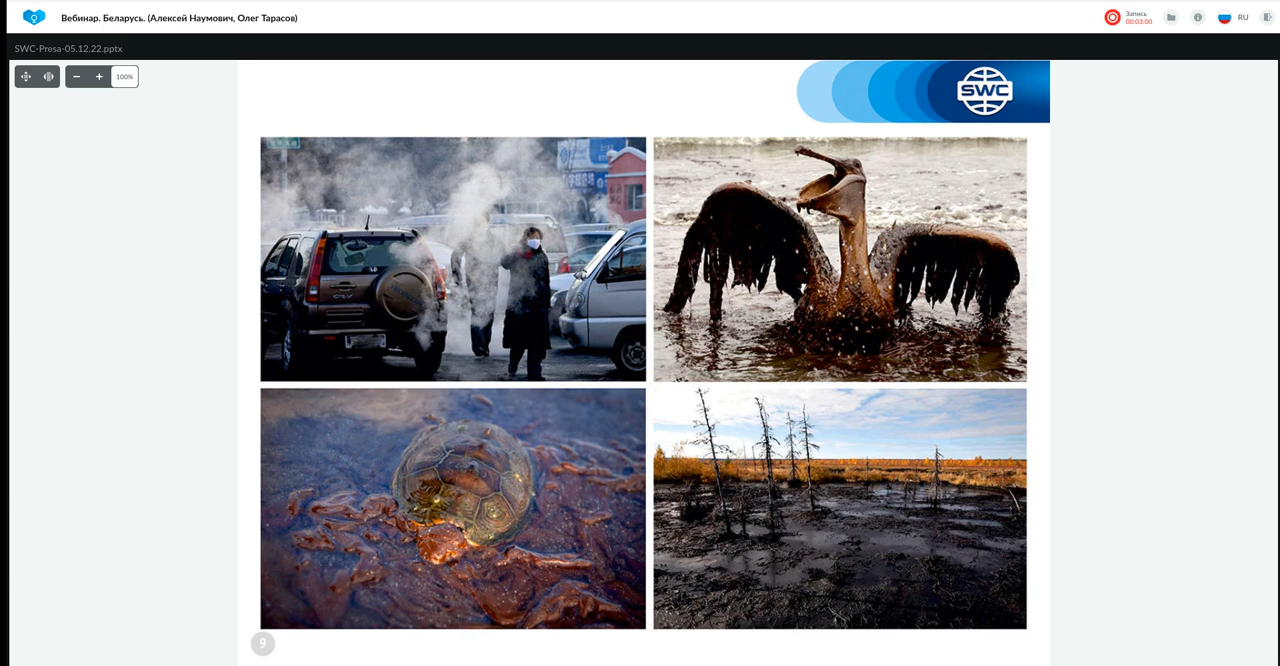 Вебинар. Беларусь. (Алексей Наумович, Олег Тарасов)
Запись
00:03:00
RU
SWC-Presa-05.12.22.pptx
100%
SWC
CR-V
9